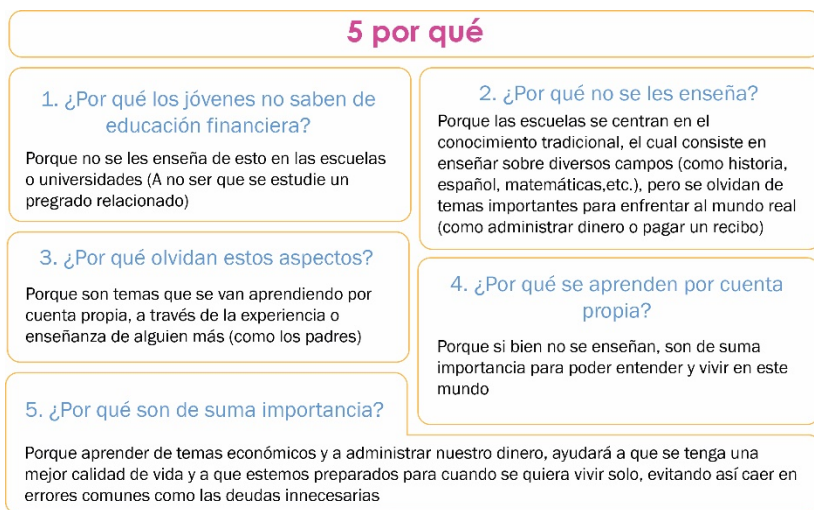 5 por qué
1. ¿Por qué los jóvenes no saben de
educación financiera?
Porque no se les enseña de esto en las escuelas
o universidades (A no ser que se estudie un
pregrado relacionado)
2. ¿Por qué no se les enseña?
Porque las escuelas se centran en el
conocimiento tradicional, el cual consiste en
enseñar sobre diversos campos (como historia,
español, matemáticas,etc.), pero se olvidan de
temas importantes para enfrentar al mundo real
(como administrar dinero o pagar un recibo)
3. ¿Por qué olvidan estos aspectos?
Porque son temas que se van aprendiendo por
cuenta propia, a través de la experiencia o
enseñanza de alguien más (como los padres)
4. ¿Por qué se aprenden por cuenta
propia?
Porque si bien no se enseñan, son de suma
importancia para poder entender y vivir en este
mundo
5. ¿Por qué son de suma importancia?
Porque aprender de temas económicos y a administrar nuestro dinero, ayudará a que se tenga una
mejor calidad de vida y a que estemos preparados para cuando se quiera vivir solo, evitando así caer en
errores comunes como las deudas innecesarias